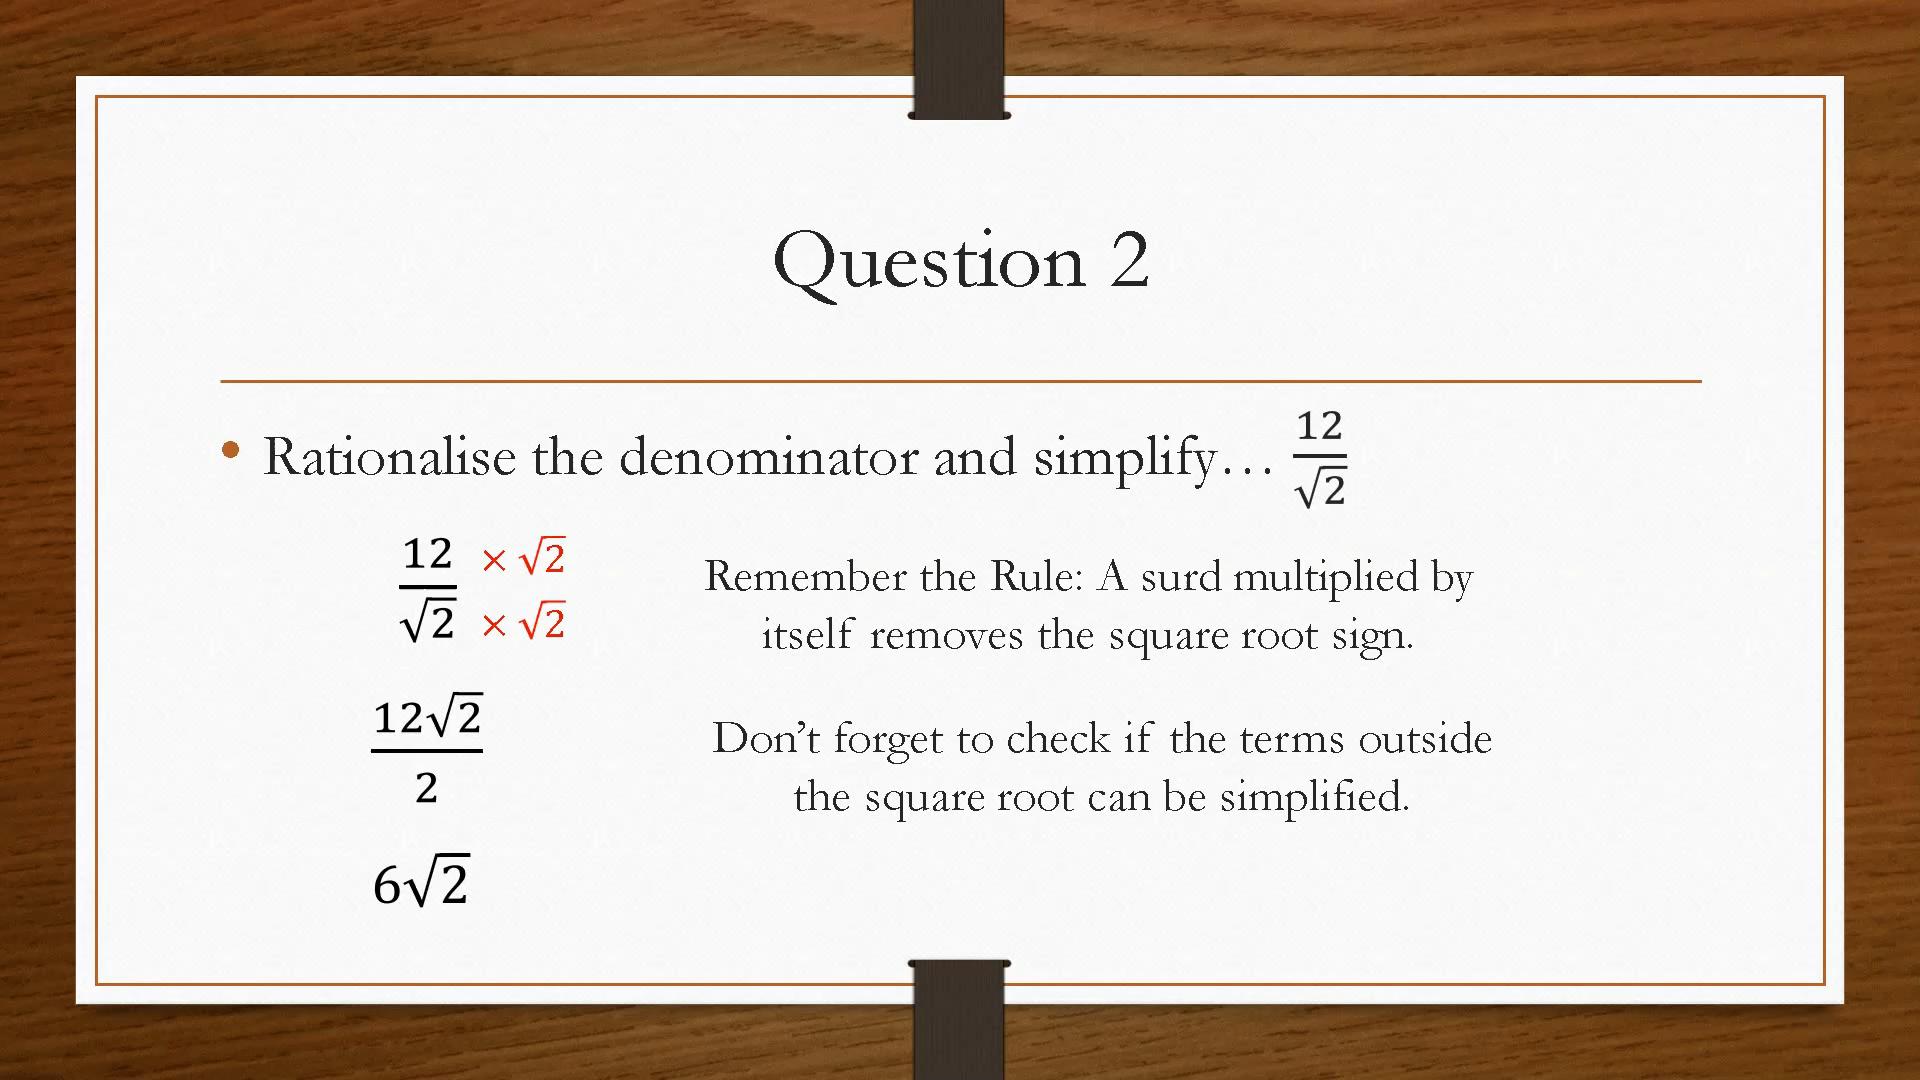 Question 2
• Rationalise the denominator and simplify… 12/√2
12/√2 × √2 / × √2
Remember the Rule: A surd multiplied by
itself removes the square root sign.
12√2/2
Don’t forget to check if the terms outside
the square root can be simplified.
6√2